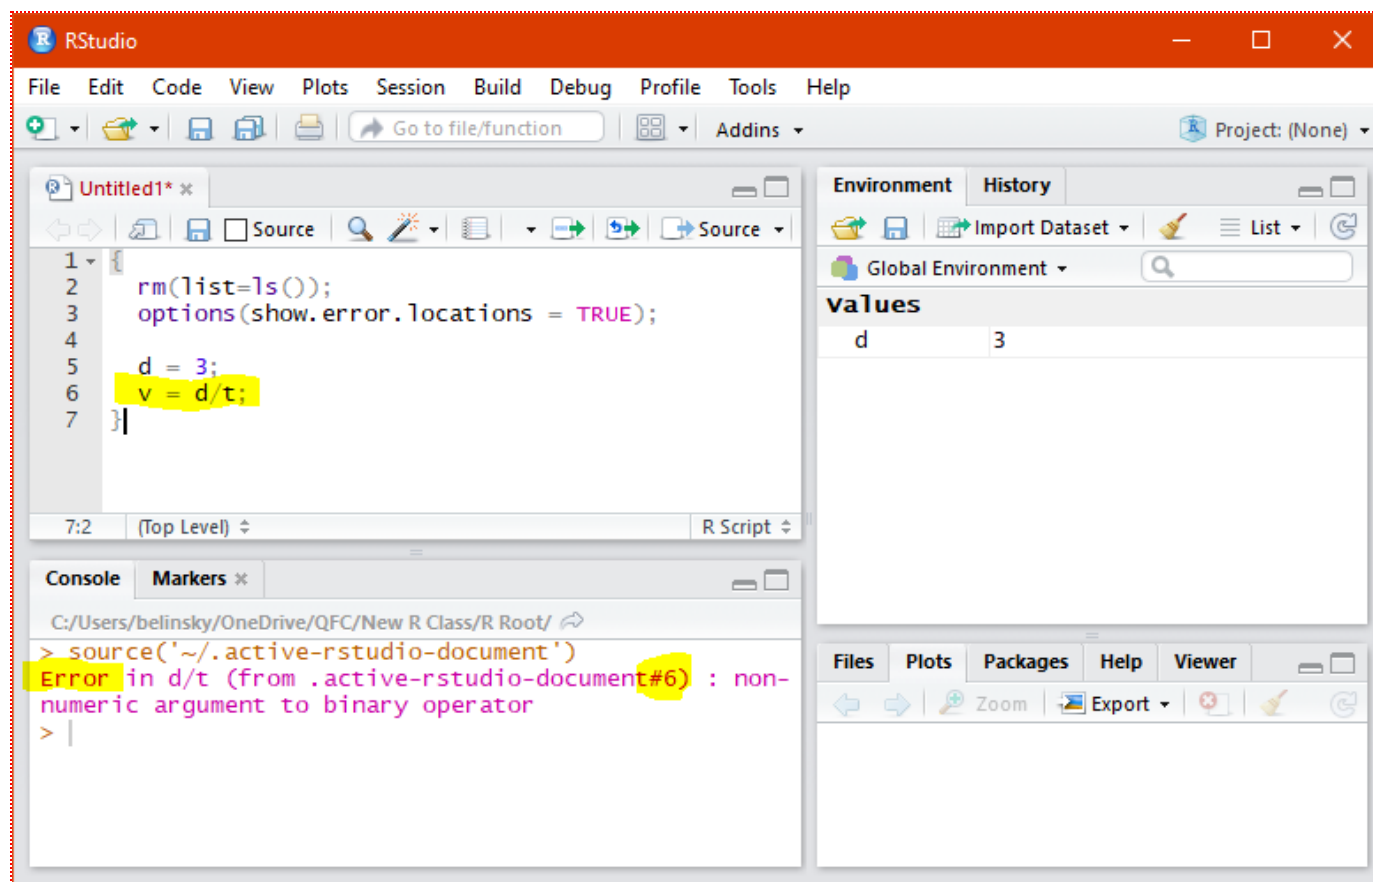 RStudio
File Edit Code View Plots Session Build Debug Profile Tools Help
Go to file/function Addins Project: (None)
Untitled1*
Source Source
1 {
2 rm(list=ls());
3 options(show.error.locations = TRUE);
4
5 d = 3;
6 v = d/t;
7 }
7:2 (Top Level) R Script
Console Markers
C:/Users/belinsky/OneDrive/QFC/New R Class/R Root/
> source('~/.active-rstudio-document')
Error in d/t (from .active-rstudio-document#6) : non-
numeric argument to binary operator
>
Environment History
Import Dataset List
Global Environment
Values
d 3
Files Plots Packages Help Viewer
Zoom Export